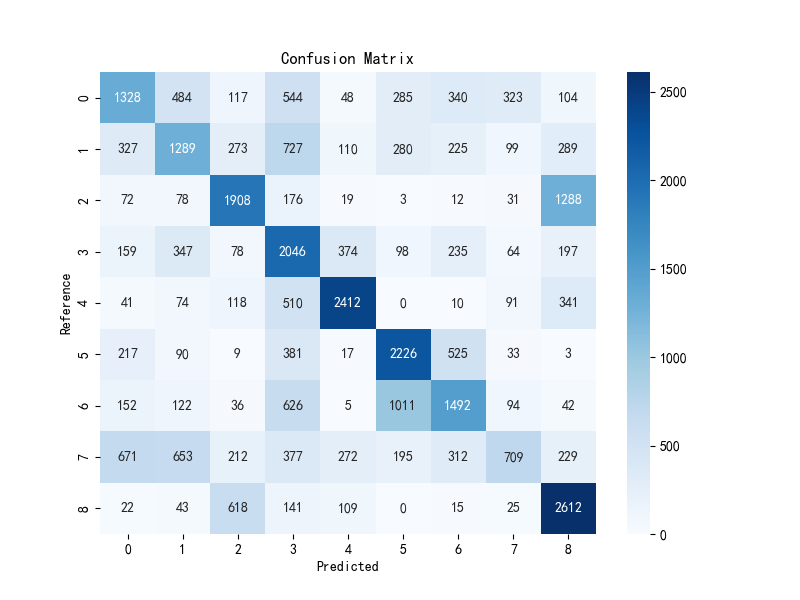 Confusion Matrix
0 1328 484 117 544 48 285 340 323 104
1 327 1289 273 727 110 280 225 99 289
2 72 78 1908 176 19 3 12 31 1288
3 159 347 78 2046 374 98 235 64 197
4 41 74 118 510 2412 0 10 91 341
5 217 90 9 381 17 2226 525 33 3
6 152 122 36 626 5 1011 1492 94 42
7 671 653 212 377 272 195 312 709 229
8 22 43 618 141 109 0 15 25 2612
0 1 2 3 4 5 6 7 8
Predicted
Reference
2500
2000
1500
1000
500
0